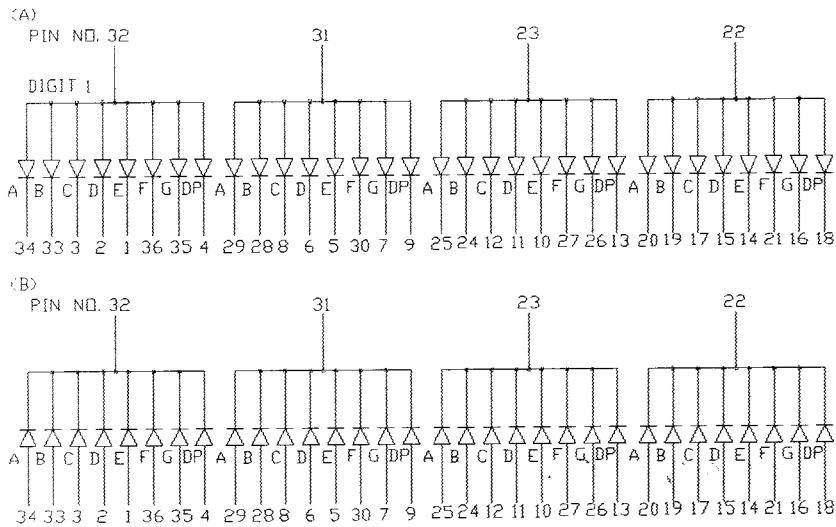 (A)
PIN NO. 32 31 23 22
DIGIT 1
A B C D E F G DP A B C D E F G DP A B C D E F G DP A B C D E F G DP
34 33 3 2 1 36 35 4 29 28 8 6 5 30 7 9 25 24 12 11 10 27 26 13 20 19 17 15 14 21 16 18
(B)
PIN NO. 32 31 23 22
A B C D E F G DP A B C D E F G DP A B C D E F G DP A B C D E F G DP
34 33 3 2 1 36 35 4 29 28 8 6 5 30 7 9 25 24 12 11 10 27 26 13 20 19 17 15 14 21 16 18